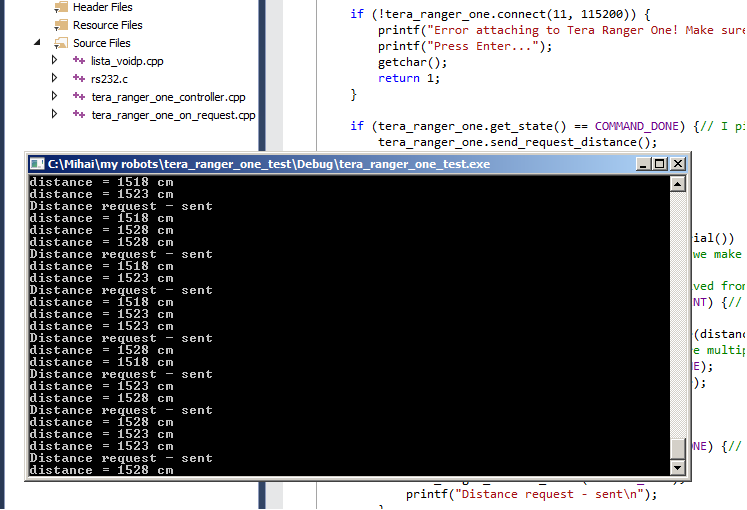 Header Files
Resource Files
Source Files
lista_voidp.cpp
rs232.c
tera_ranger_one_controller.cpp
tera_ranger_one_on_request.cpp
if (!tera_ranger_one.connect(11, 115200)) {
printf("Error attaching to Tera Ranger One! Make sure
printf("Press Enter...");
getchar();
return 1;
}
if (tera_ranger_one.get_state() == COMMAND_DONE) {// I pi
tera_ranger_one.send_request_distance();
C:\Mihai\my robots\tera_ranger_one_test\Debug\tera_ranger_one_test.exe
distance = 1518 cm
distance = 1523 cm
Distance request - sent
distance = 1518 cm
distance = 1528 cm
distance = 1528 cm
Distance request - sent
distance = 1518 cm
distance = 1523 cm
Distance request - sent
distance = 1518 cm
distance = 1523 cm
distance = 1523 cm
Distance request - sent
distance = 1528 cm
distance = 1518 cm
Distance request - sent
distance = 1523 cm
distance = 1528 cm
Distance request - sent
distance = 1528 cm
distance = 1523 cm
distance = 1523 cm
Distance request - sent
distance = 1528 cm
ial())
we make
ved from
NT) {//
(distanc
e multip
E);
);
NE) {//
printf("Distance request - sent\n");